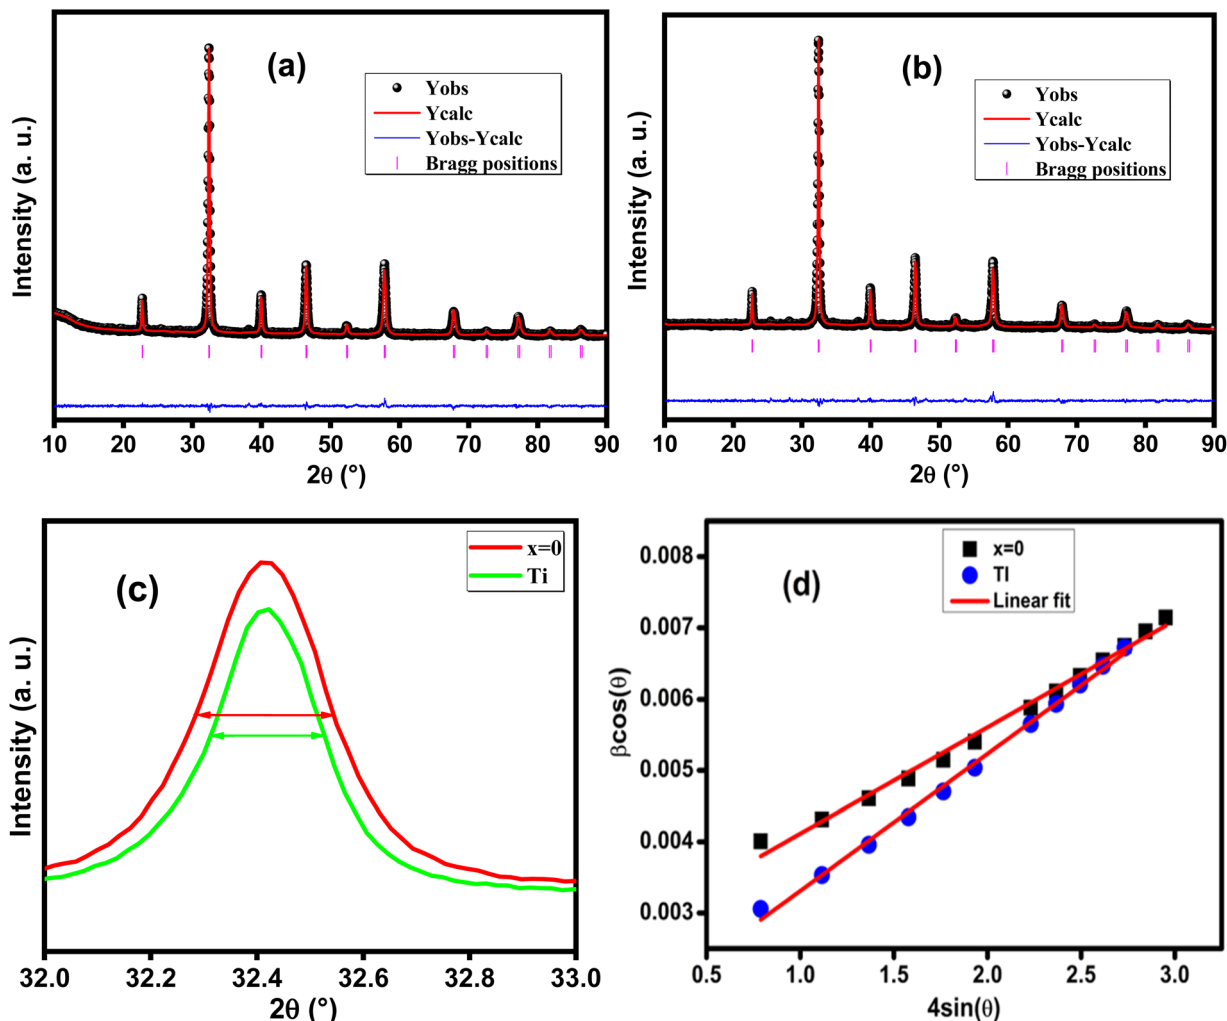 (a)
Yobs
Ycalc
Yobs-Ycalc
Bragg positions
Intensity (a. u.)
10 20 30 40 50 60 70 80 90
2θ (°)
(b)
Yobs
Ycalc
Yobs-Ycalc
Bragg positions
Intensity (a. u.)
10 20 30 40 50 60 70 80 90
2θ (°)
(c)
x=0
Ti
Intensity (a. u.)
32.0 32.2 32.4 32.6 32.8 33.0
2θ (°)
(d)
x=0
TI
Linear fit
0.008
0.007
0.006
0.005
0.004
0.003
βcos(θ)
0.5 1.0 1.5 2.0 2.5 3.0
4sin(θ)